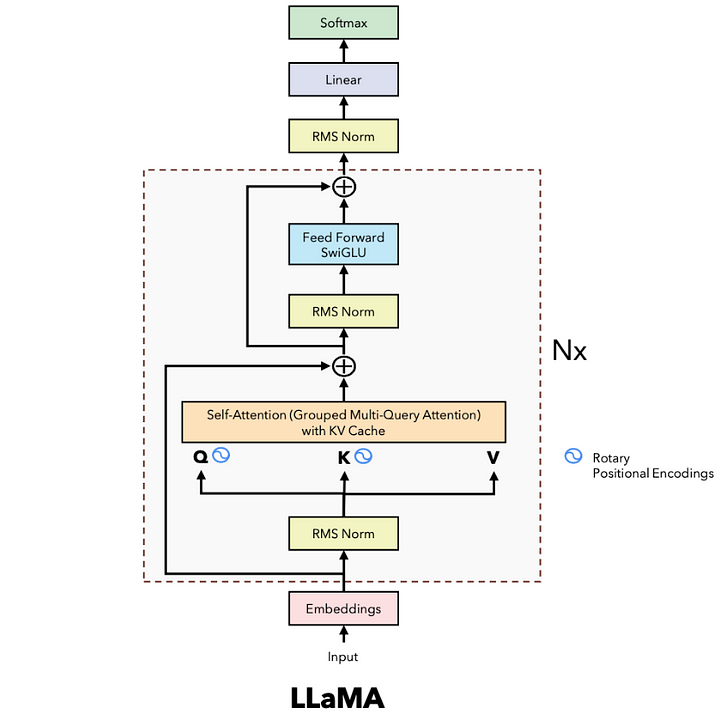 Softmax
Linear
RMS Norm
Feed Forward
SwiGLU
RMS Norm
Nx
Self-Attention (Grouped Multi-Query Attention)
with KV Cache
Q K V
Rotary
Positional Encodings
RMS Norm
Embeddings
Input
LLaMA